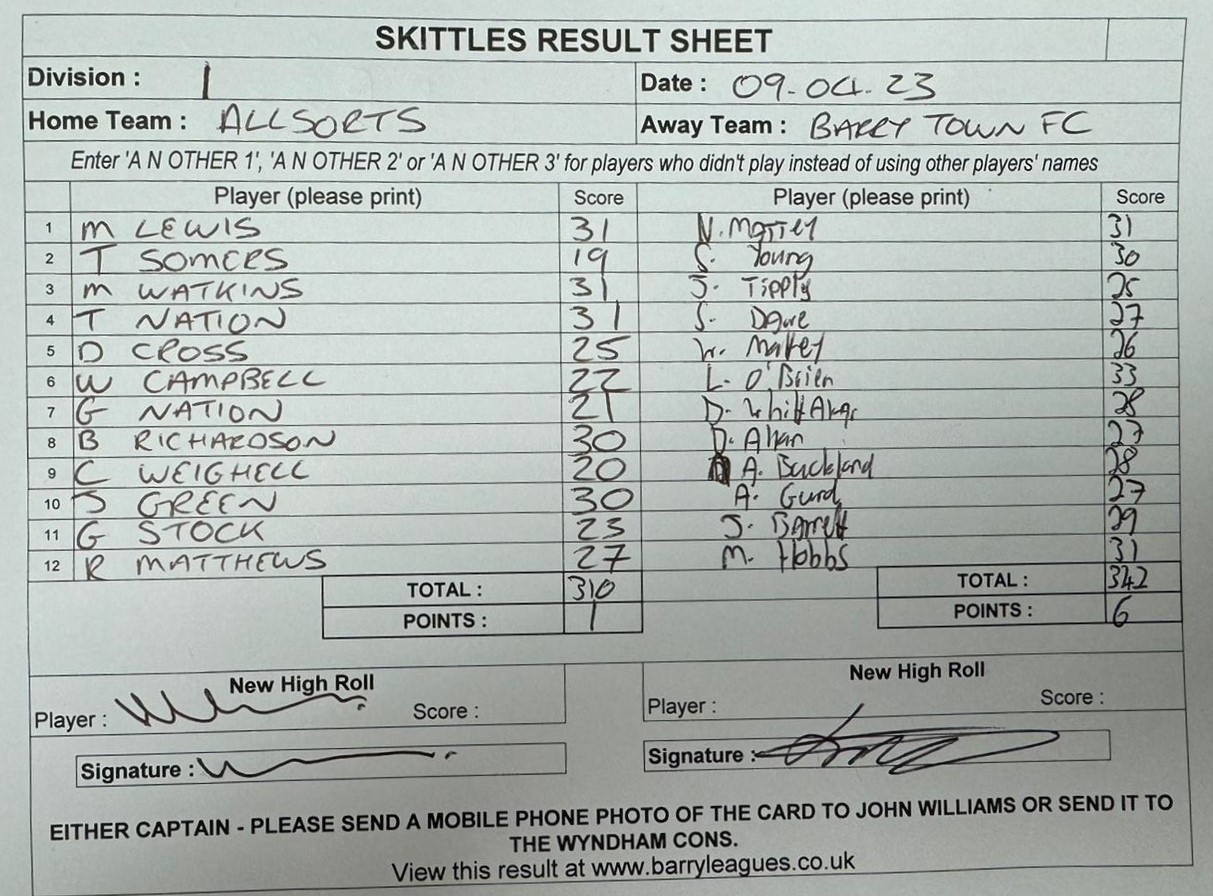 SKITTLES RESULT SHEET
Division : 1 Date : 09.04.23
Home Team : ALLSORTS Away Team : BARRY TOWN FC
Enter 'A N OTHER 1', 'A N OTHER 2' or 'A N OTHER 3' for players who didn't play instead of using other players' names
Player (please print) Score Player (please print) Score
1 M LEWIS 31 N. 31
2 T SOMERS 19 S. Young 30
3 M WATKINS 31 J. Tipply 25
4 T NATION 31 S. Dawe 27
5 D CROSS 25 26
6 W CAMPBELL 22 L. O'Brien 33
7 G NATION 21 D. 28
8 B RICHARDSON 30 D. 27
9 C WEIGHELL 20 A. Buckland 28
10 S GREEN 30 A. Gurd 27
11 G STOCK 23 J. Barrett 29
12 R MATTHEWS 27 M. Hobbs 31
TOTAL : 310 TOTAL : 342
POINTS : 1 POINTS : 6
New High Roll New High Roll
Player : Score : Player : Score :
Signature : Signature :
EITHER CAPTAIN - PLEASE SEND A MOBILE PHONE PHOTO OF THE CARD TO JOHN WILLIAMS OR SEND IT TO
THE WYNDHAM CONS.
View this result at www.barryleagues.co.uk